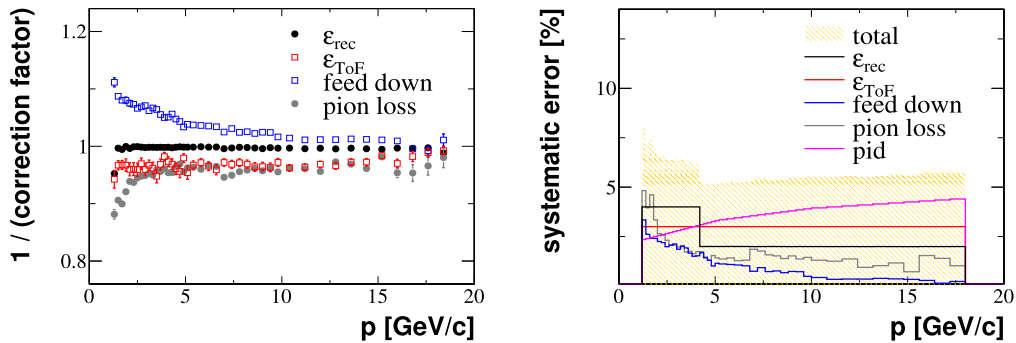 1 / (correction factor)
1.2
1
0.8
ε_rec
ε_ToF
feed down
pion loss
0 5 10 15 20
p [GeV/c]
systematic error [%]
10
5
total
ε_rec
ε_ToF
feed down
pion loss
pid
0 5 10 15 20
p [GeV/c]